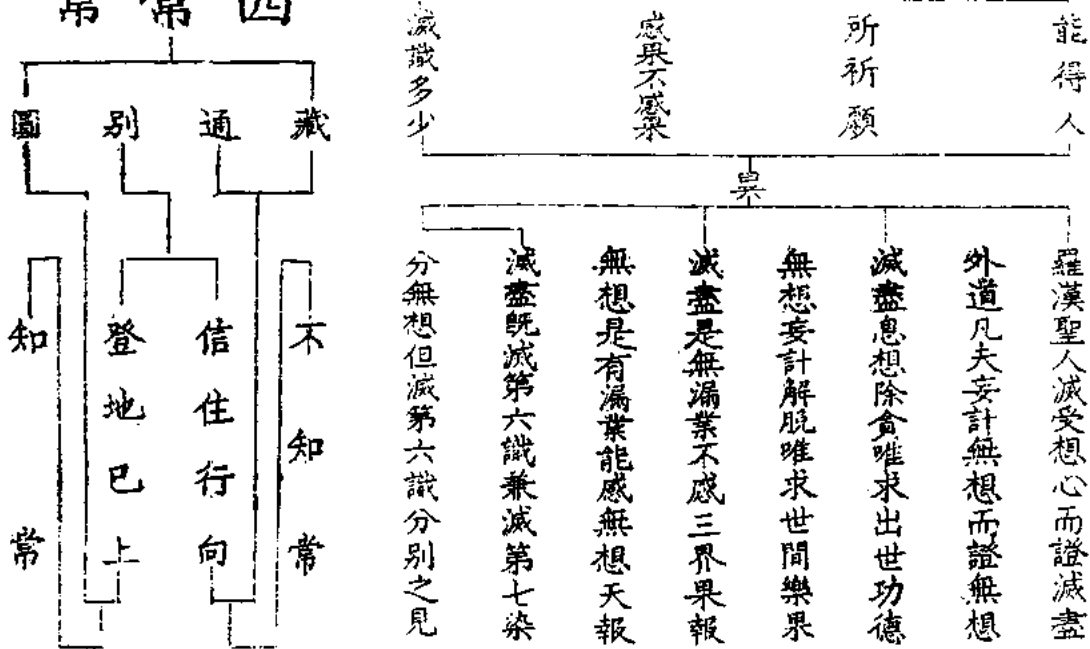 能得人
所祈願
感果不感果
滅識多少
異
羅漢聖人滅受想心而證滅盡
外道凡夫妄計無想而證無想
滅盡息想除貪唯求出世功德
無想妄計解脱唯求世間樂果
滅盡是無漏業不感三界果報
無想是有漏業能感無想天報
滅盡既滅第六識兼滅第七染
分無想但滅第六識分別之見
四常常
藏
通
別
圓
不知常
信住行向
登地已上
知常